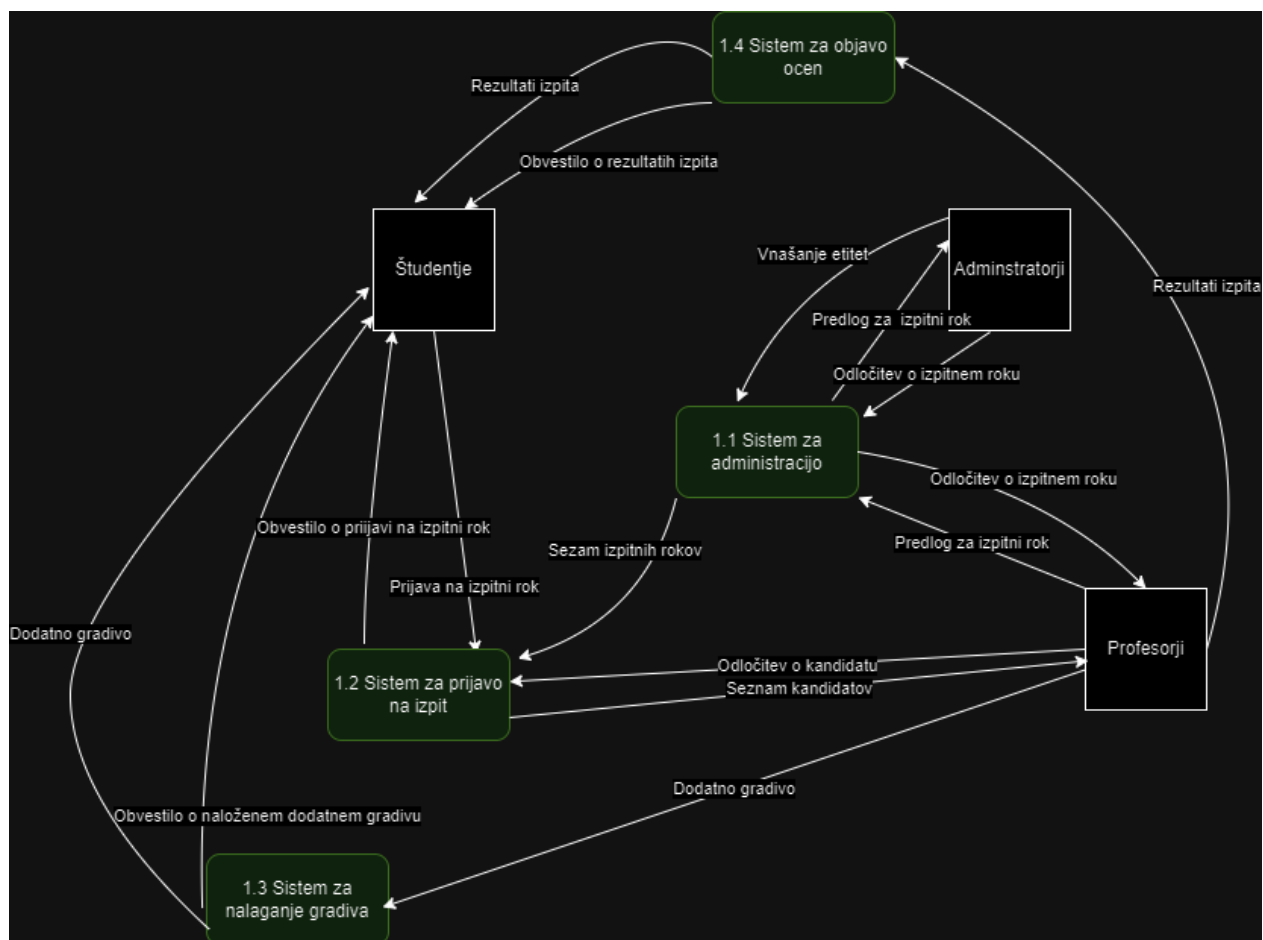 1.4 Sistem za objavo
ocen
Rezultati izpita
Obvestilo o rezultatih izpita
Študentje
Vnašanje etitet
Adminstratorji
Rezultati izpita
Predlog za izpitni rok
Odločitev o izpitnem roku
1.1 Sistem za
administracijo
Odločitev o izpitnem roku
Obvestilo o priijavi na izpitni rok
Sezam izpitnih rokov
Predlog za izpitni rok
Prijava na izpitni rok
Dodatno gradivo
Profesorji
1.2 Sistem za prijavo
na izpit
Odločitev o kandidatu
Seznam kandidatov
Dodatno gradivo
Obvestilo o naloženem dodatnem gradivu
1.3 Sistem za
nalaganje gradiva